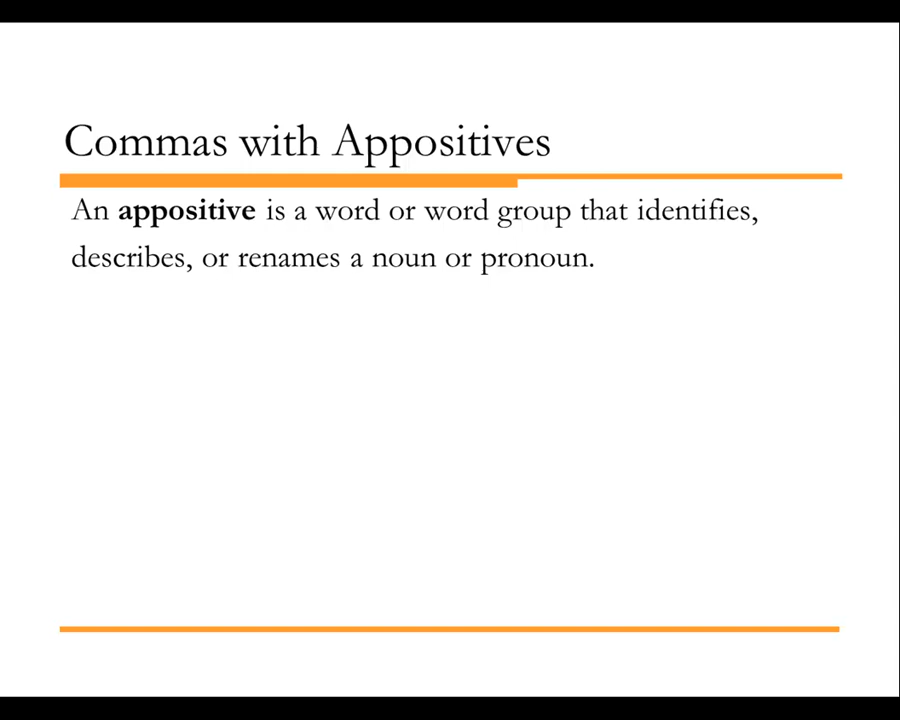 Commas with Appositives
An appositive is a word or word group that identifies,
describes, or renames a noun or pronoun.